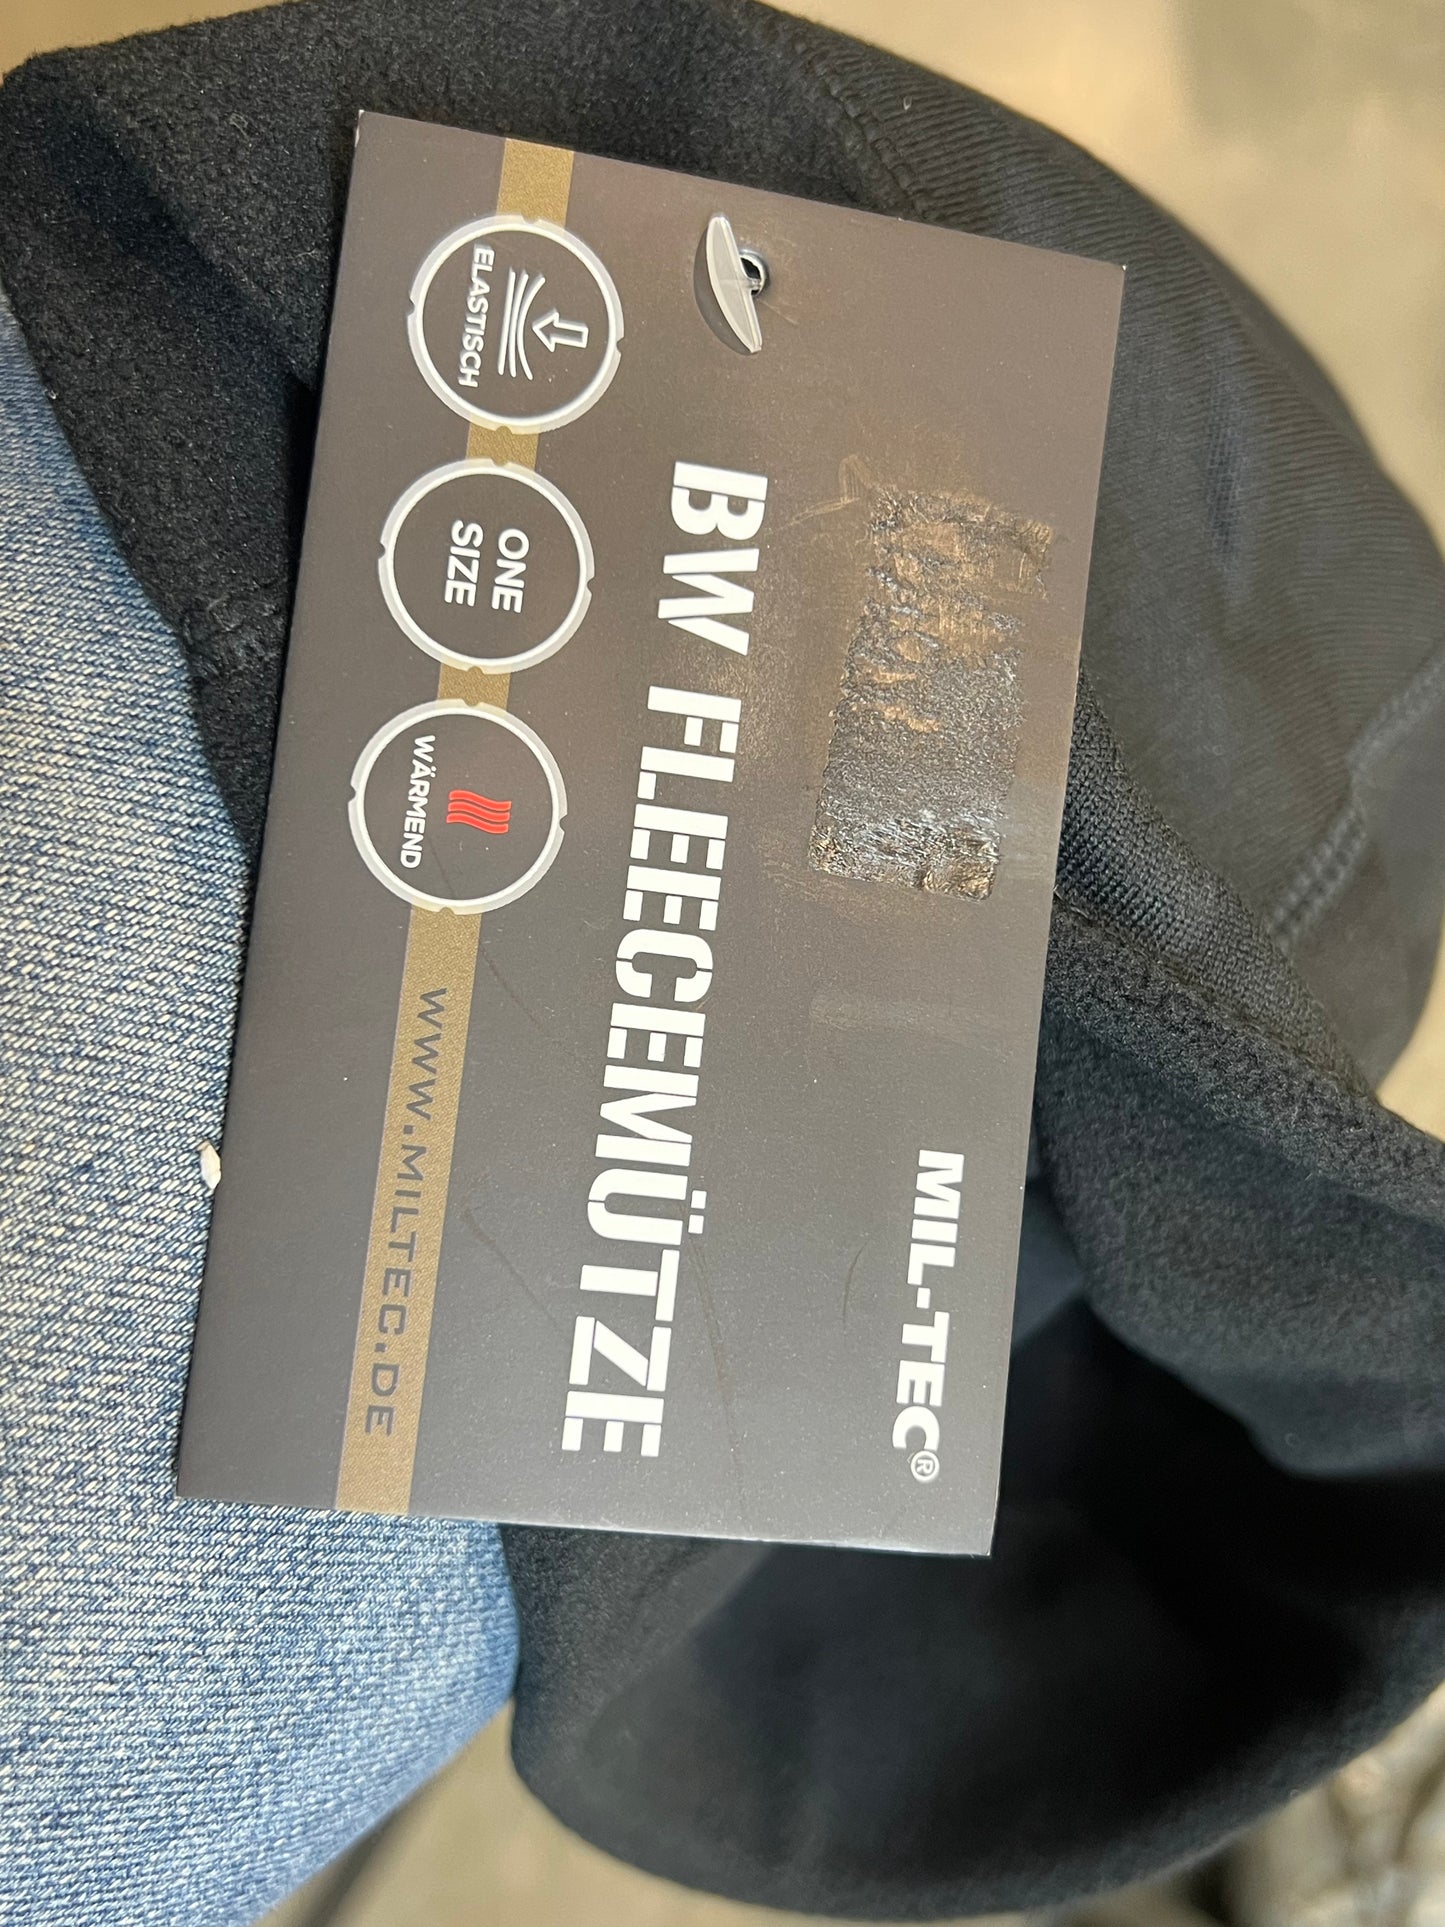 MIL-TEC®
BW FLEECEMÜTZE
ELASTISCH
ONE
SIZE
WÄRMEND
WWW.MILTEC.DE